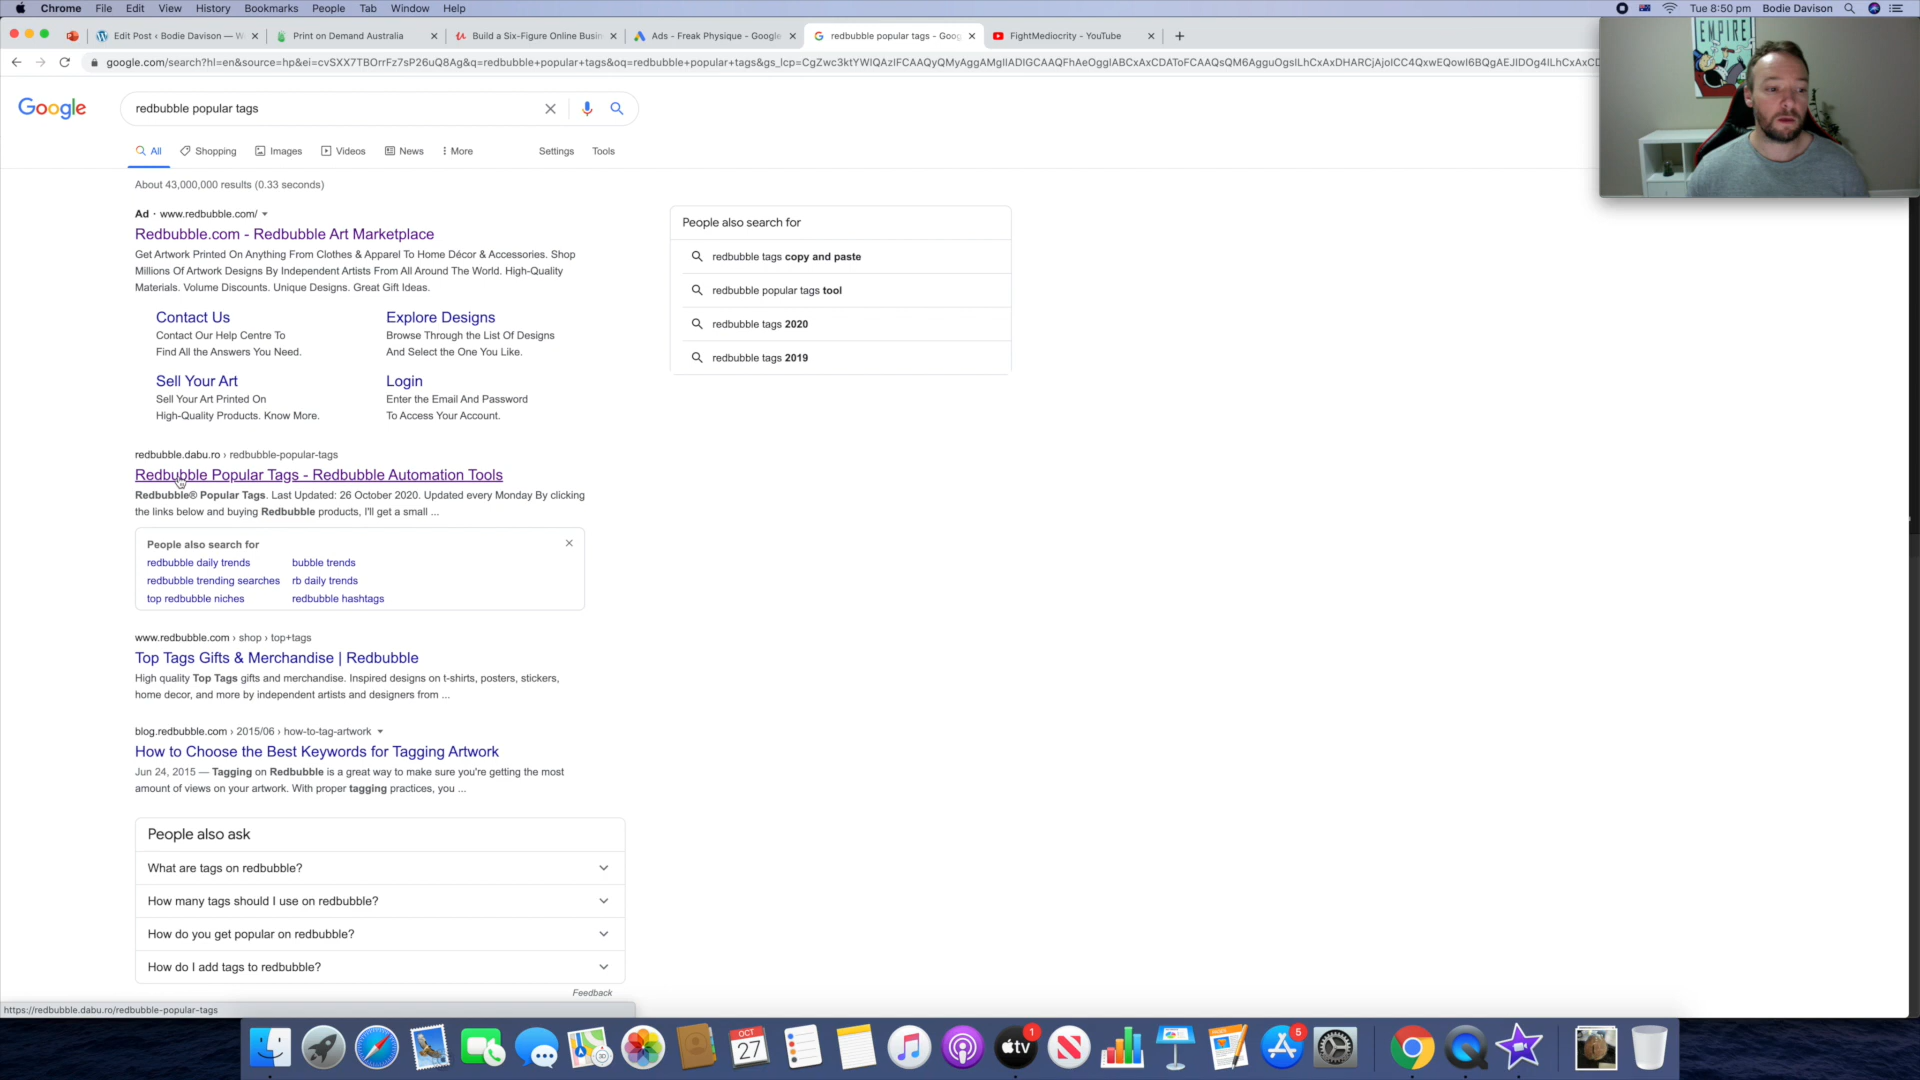 Chrome File Edit View History Bookmarks People Tab Window Help
Tue 8:50 pm Bodie Davison
Edit Post ‹ Bodie Davison — W
Print on Demand Australia
Build a Six-Figure Online Busin
Ads - Freak Physique - Google
redbubble popular tags - Goog
FightMediocrity - YouTube
EMPIRE!
Google
redbubble popular tags
All Shopping Images Videos News More Settings Tools
About 43,000,000 results (0.33 seconds)
Ad · www.redbubble.com/
Redbubble.com - Redbubble Art Marketplace
Get Artwork Printed On Anything From Clothes & Apparel To Home Décor & Accessories. Shop
Millions Of Artwork Designs By Independent Artists From All Around The World. High-Quality
Materials. Volume Discounts. Unique Designs. Great Gift Ideas.
Contact Us
Contact Our Help Centre To
Find All the Answers You Need.
Explore Designs
Browse Through the List Of Designs
And Select the One You Like.
Sell Your Art
Sell Your Art Printed On
High-Quality Products. Know More.
Login
Enter the Email And Password
To Access Your Account.
redbubble.dabu.ro › redbubble-popular-tags
Redbubble Popular Tags - Redbubble Automation Tools
Redbubble® Popular Tags. Last Updated: 26 October 2020. Updated every Monday By clicking
the links below and buying Redbubble products, I'll get a small ...
People also search for
redbubble daily trends
bubble trends
redbubble trending searches
rb daily trends
top redbubble niches
redbubble hashtags
www.redbubble.com › shop › top+tags
Top Tags Gifts & Merchandise | Redbubble
High quality Top Tags gifts and merchandise. Inspired designs on t-shirts, posters, stickers,
home decor, and more by independent artists and designers from ...
blog.redbubble.com › 2015/06 › how-to-tag-artwork
How to Choose the Best Keywords for Tagging Artwork
Jun 24, 2015 — Tagging on Redbubble is a great way to make sure you're getting the most
amount of views on your artwork. With proper tagging practices, you ...
People also ask
What are tags on redbubble?
How many tags should I use on redbubble?
How do you get popular on redbubble?
How do I add tags to redbubble?
Feedback
People also search for
redbubble tags copy and paste
redbubble popular tags tool
redbubble tags 2020
redbubble tags 2019
https://redbubble.dabu.ro/redbubble-popular-tags
OCT
27
3D
tv
1
5